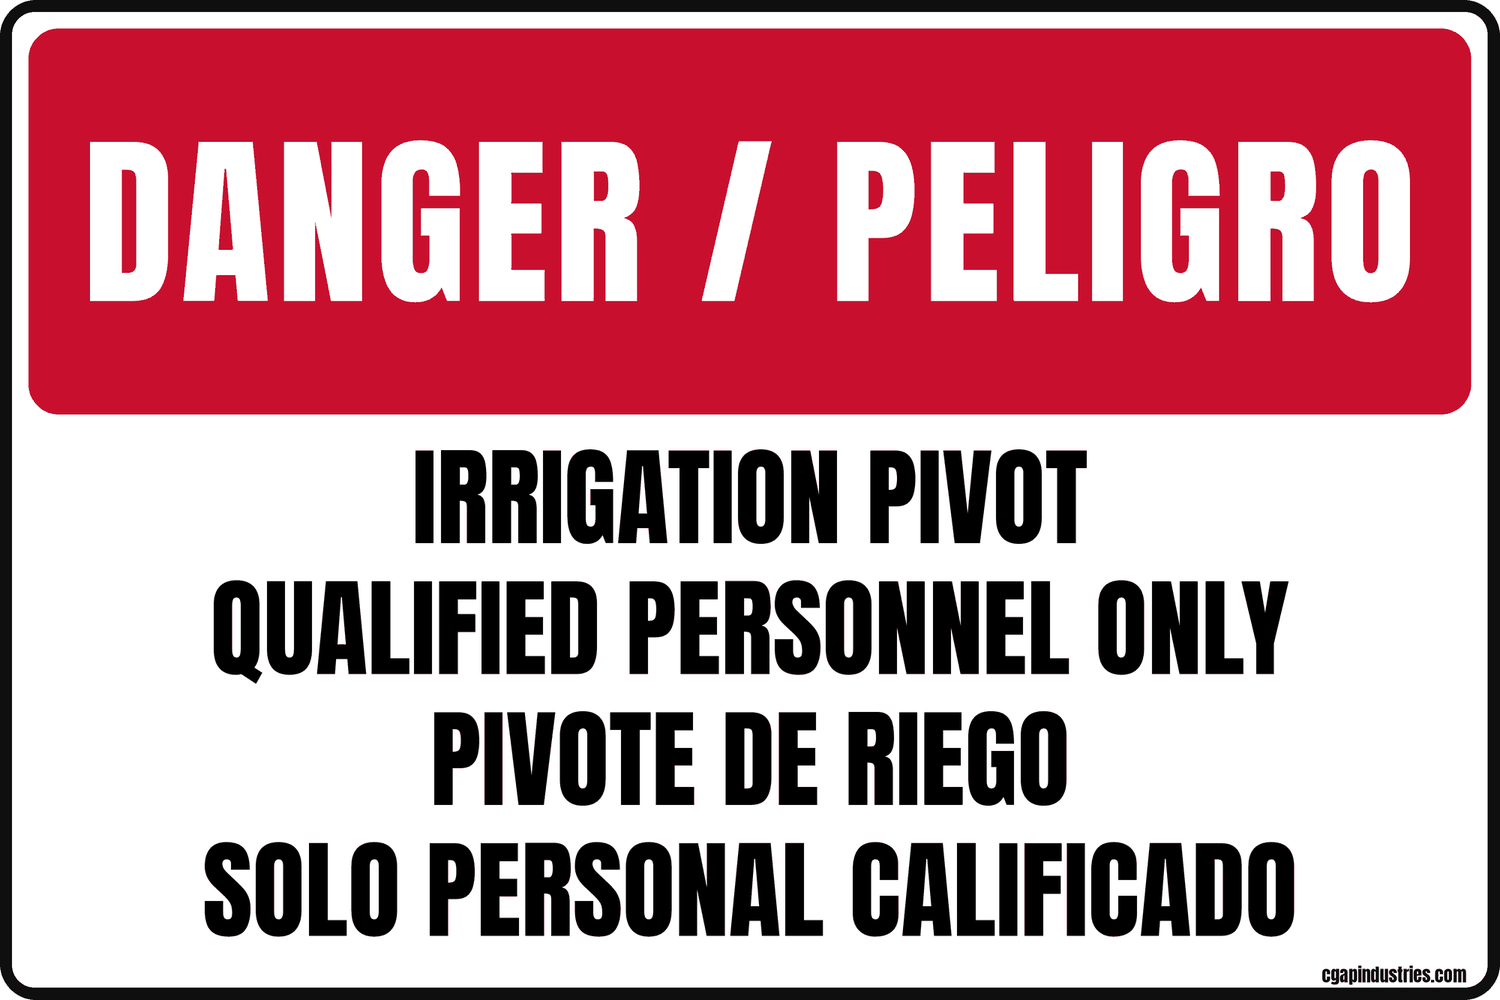 DANGER / PELIGRO
IRRIGATION PIVOT
QUALIFIED PERSONNEL ONLY
PIVOTE DE RIEGO
SOLO PERSONAL CALIFICADO
cgapindustries.com